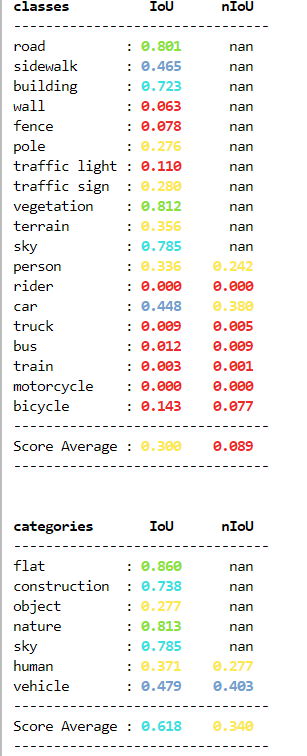 classes IoU nIoU
--------------------------------
road : 0.801 nan
sidewalk : 0.465 nan
building : 0.723 nan
wall : 0.063 nan
fence : 0.078 nan
pole : 0.276 nan
traffic light : 0.110 nan
traffic sign : 0.280 nan
vegetation : 0.812 nan
terrain : 0.356 nan
sky : 0.785 nan
person : 0.336 0.242
rider : 0.000 0.000
car : 0.448 0.380
truck : 0.009 0.005
bus : 0.012 0.009
train : 0.003 0.001
motorcycle : 0.000 0.000
bicycle : 0.143 0.077
--------------------------------
Score Average : 0.300 0.089
--------------------------------
categories IoU nIoU
--------------------------------
flat : 0.860 nan
construction : 0.738 nan
object : 0.277 nan
nature : 0.813 nan
sky : 0.785 nan
human : 0.371 0.277
vehicle : 0.479 0.403
--------------------------------
Score Average : 0.618 0.340
--------------------------------